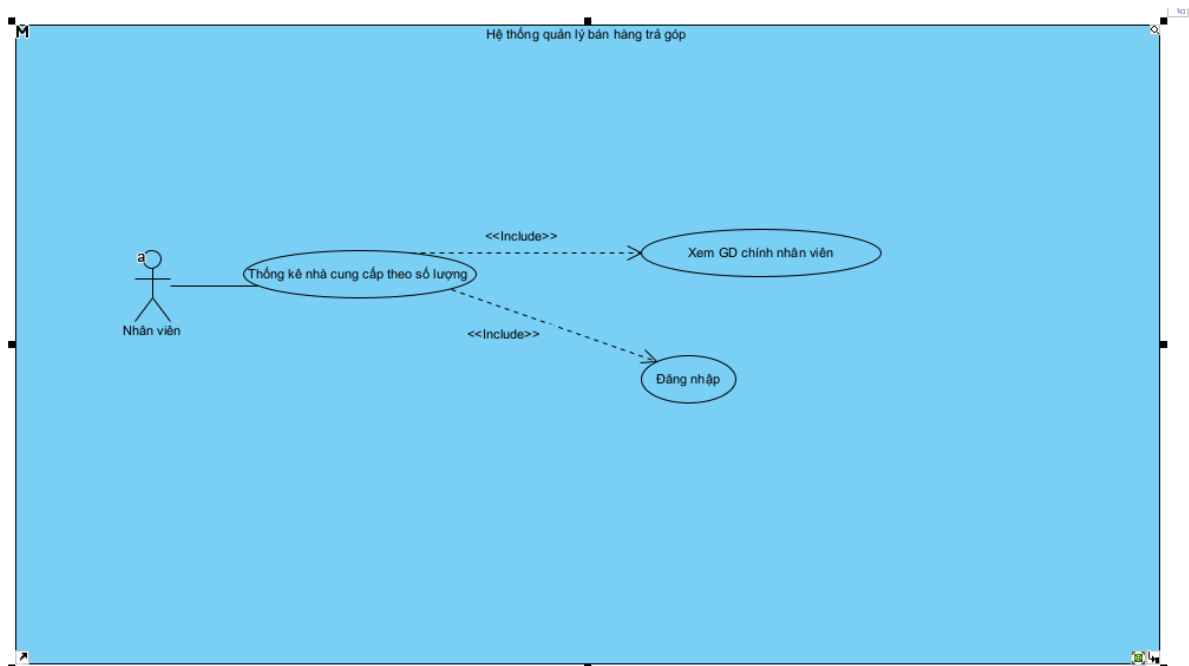 M
Hệ thống quản lý bán hàng trả góp
<<Include>>
Xem GD chính nhân viên
a
Thống kê nhà cung cấp theo số lượng
Nhân viên
<<Include>>
Đăng nhập